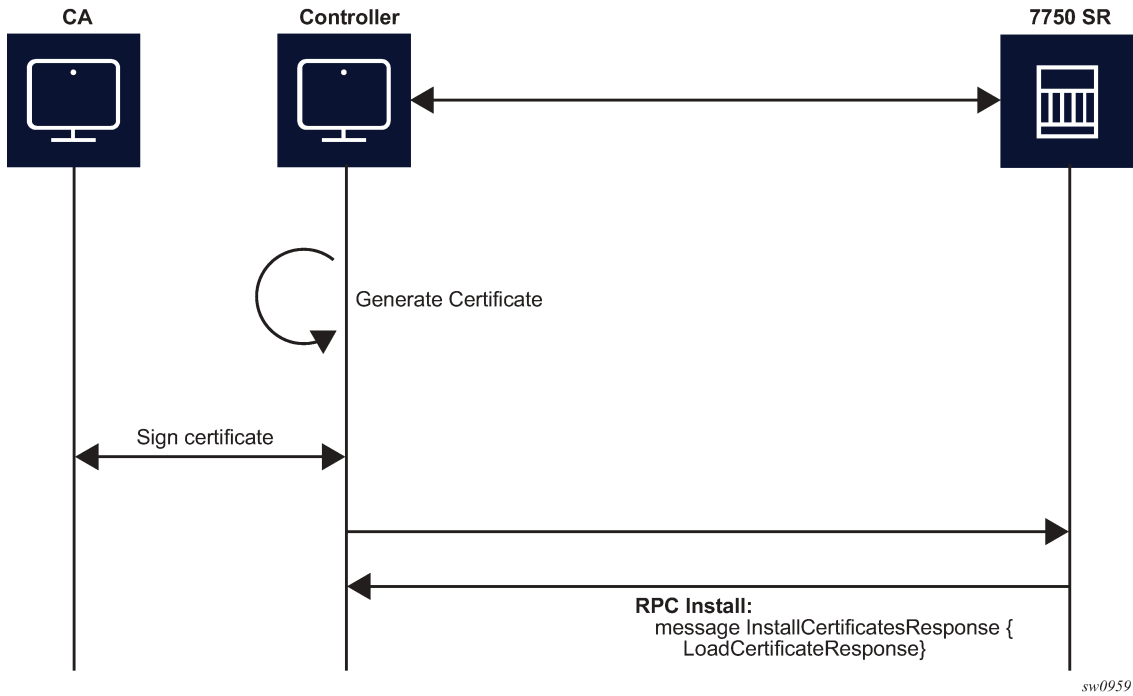 CA
Controller
7750 SR
Generate Certificate
Sign certificate
RPC Install:
message InstallCertificatesResponse {
LoadCertificateResponse}
sw0959